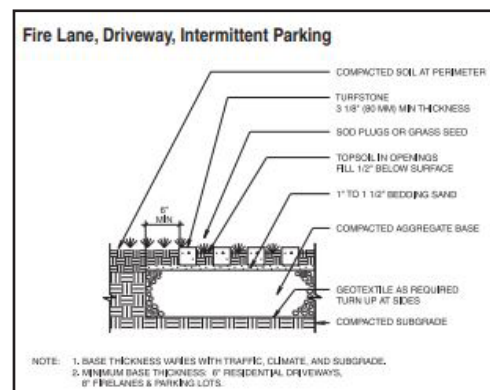 Fire Lane, Driveway, Intermittent Parking
COMPACTED SOIL AT PERIMETER
TURFSTONE
3 1/8" (80 MM) MIN THICKNESS
SOD PLUGS OR GRASS SEED
TOPSOIL IN OPENINGS
FILL 1/2" BELOW SURFACE
1" TO 1 1/2" BEDDING SAND
6"
MIN
COMPACTED AGGREGATE BASE
GEOTEXTILE AS REQUIRED
TURN UP AT SIDES
COMPACTED SUBGRADE
NOTE: 1. BASE THICKNESS VARIES WITH TRAFFIC, CLIMATE, AND SUBGRADE.
2. MINIMUM BASE THICKNESS: 6" RESIDENTIAL DRIVEWAYS,
8" FIRELANES & PARKING LOTS.